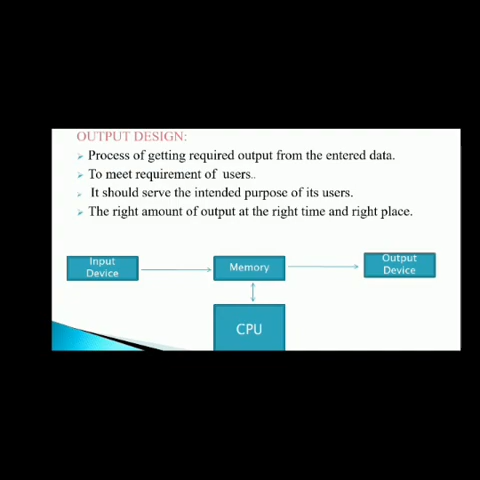 OUTPUT DESIGN:
Process of getting required output from the entered data.
To meet requirement of users..
It should serve the intended purpose of its users.
The right amount of output at the right time and right place.
Input
Device
Memory
Output
Device
CPU